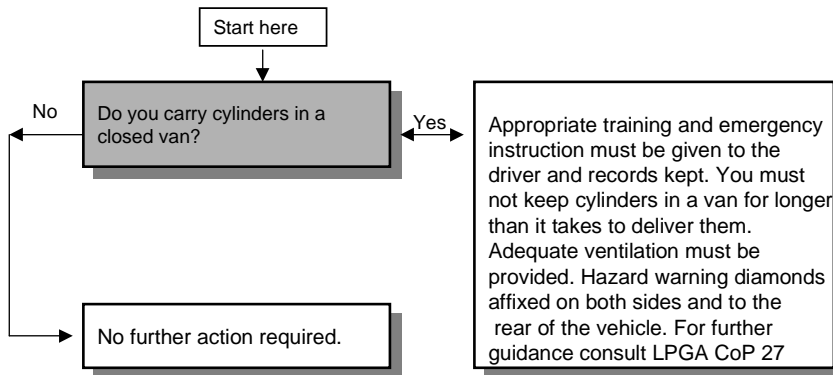 Start here
Do you carry cylinders in a
closed van?
No
Yes
Appropriate training and emergency
instruction must be given to the
driver and records kept. You must
not keep cylinders in a van for longer
than it takes to deliver them.
Adequate ventilation must be
provided. Hazard warning diamonds
affixed on both sides and to the
rear of the vehicle. For further
guidance consult LPGA CoP 27
No further action required.